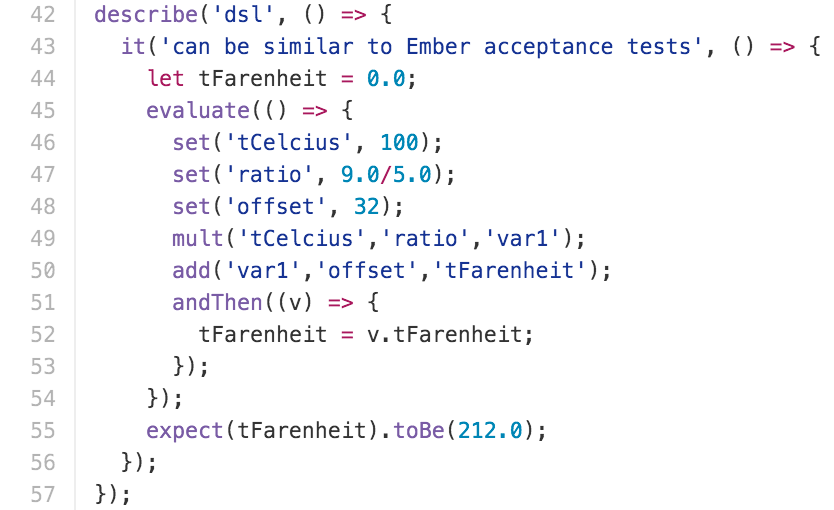 42 describe('dsl', () => {
43   it('can be similar to Ember acceptance tests', () => {
44     let tFarenheit = 0.0;
45     evaluate(() => {
46       set('tCelcius', 100);
47       set('ratio', 9.0/5.0);
48       set('offset', 32);
49       mult('tCelcius','ratio','var1');
50       add('var1','offset','tFarenheit');
51       andThen((v) => {
52         tFarenheit = v.tFarenheit;
53       });
54     });
55     expect(tFarenheit).toBe(212.0);
56   });
57 });